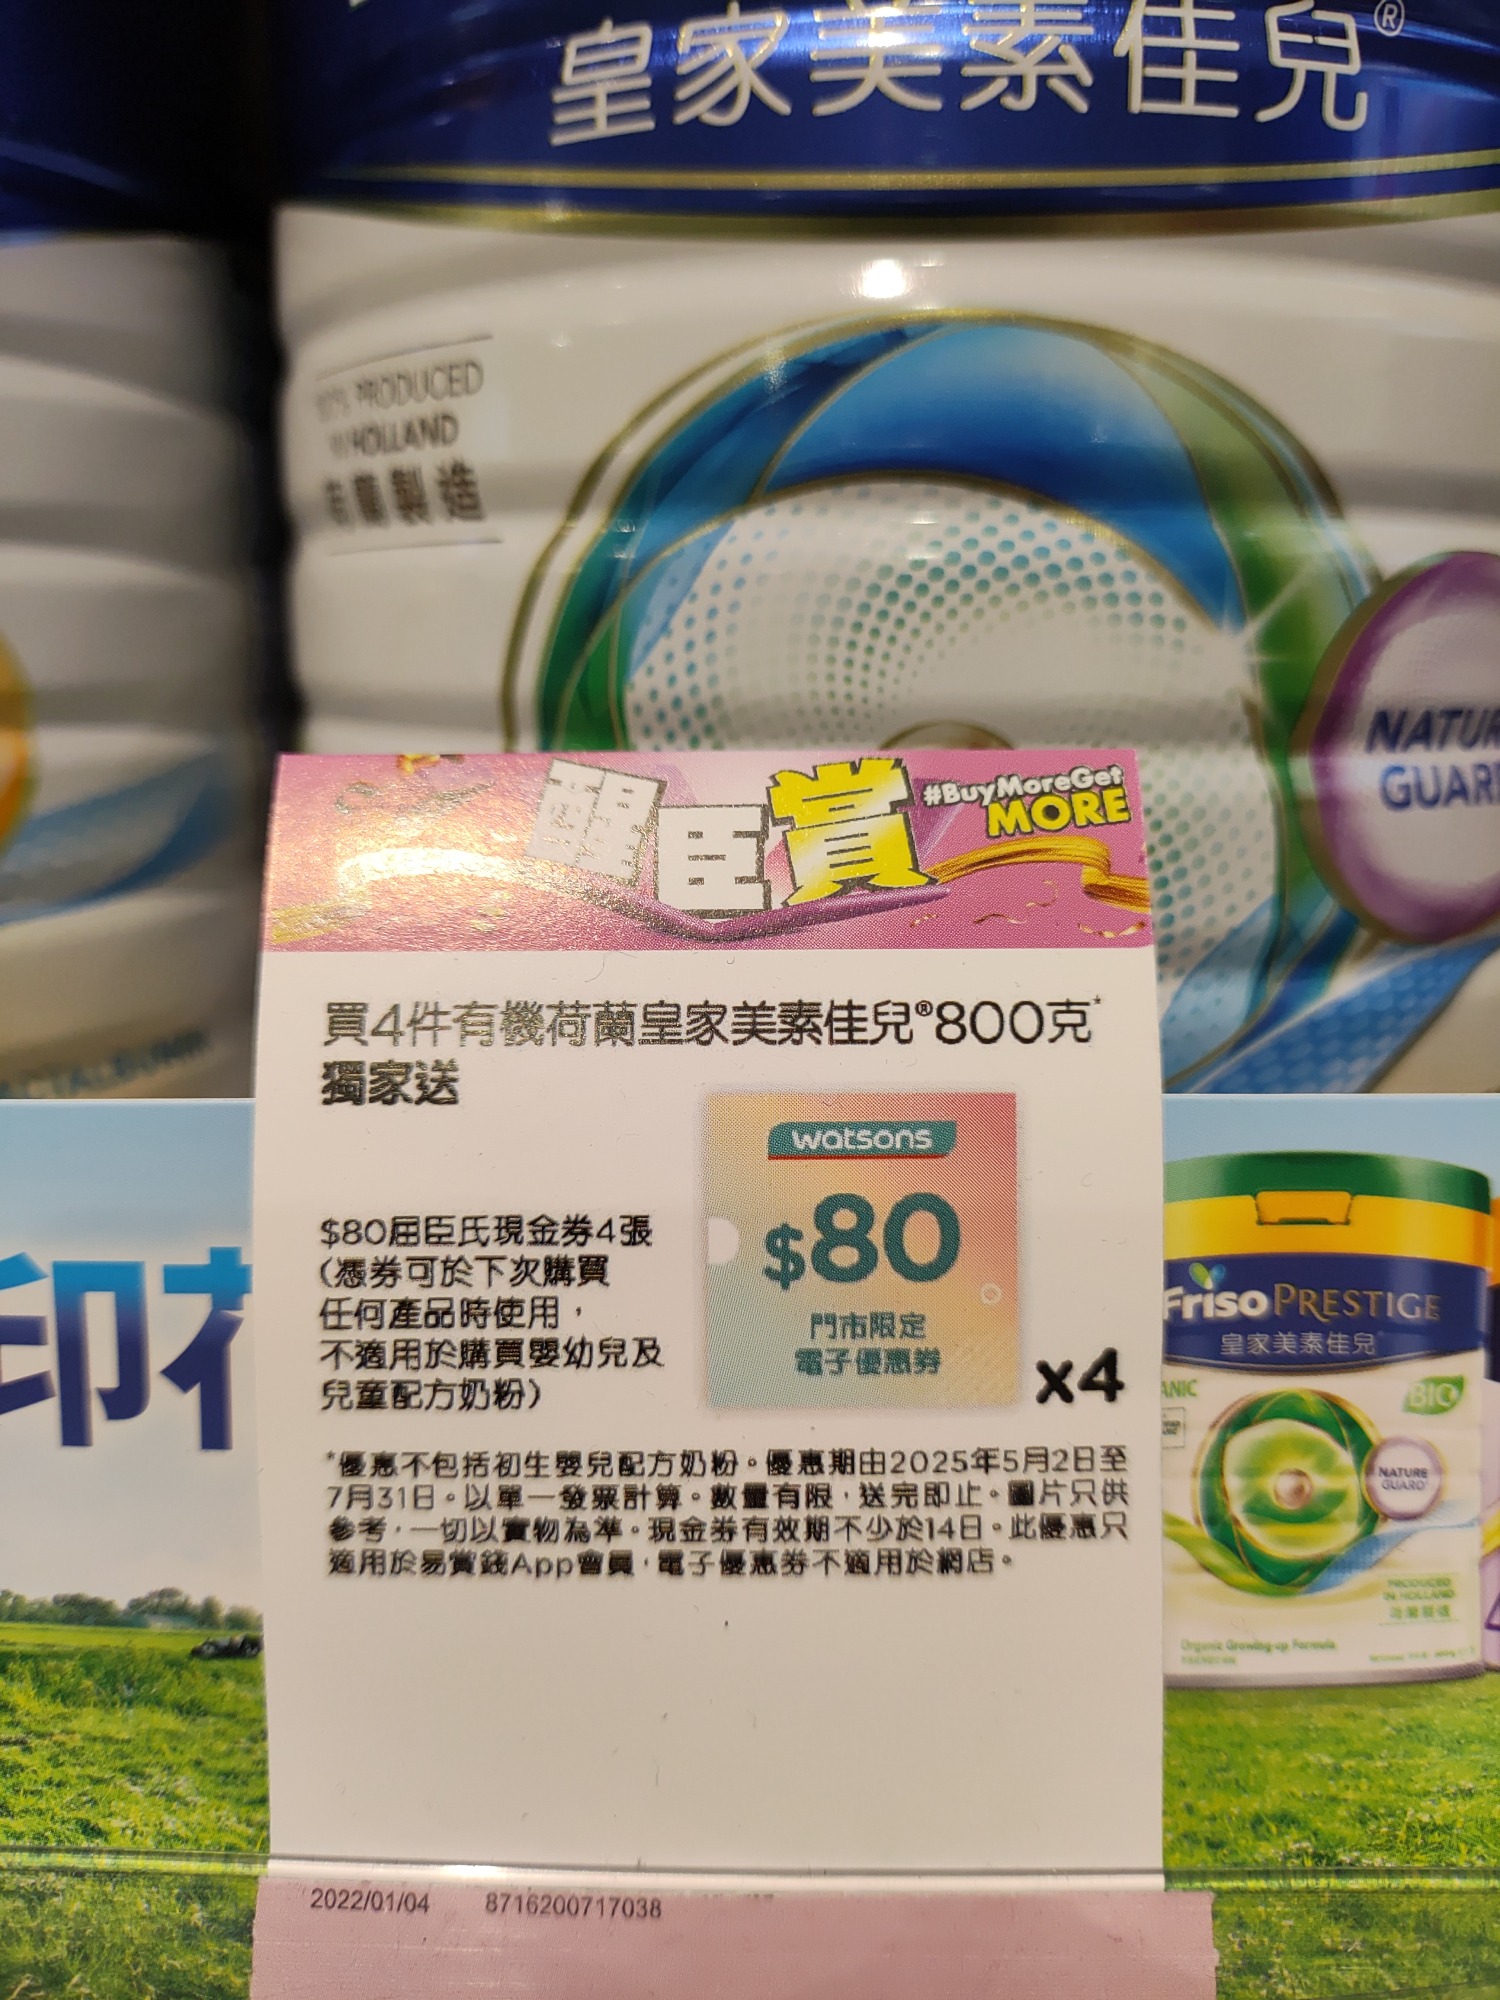 皇家美素佳兒®
PRODUCED
HOLLAND
製造
NATUR
GUAR
屈臣賞
#BuyMoreGet
MORE
買4件有機荷蘭皇家美素佳兒®800克*
獨家送
watsons
$80
門市限定
電子優惠券
x4
$80屈臣氏現金券4張
(憑券可於下次購買
任何產品時使用，
不適用於購買嬰幼兒及
兒童配方奶粉)
*優惠不包括初生嬰兒配方奶粉。優惠期由2025年5月2日至
7月31日。以單一發票計算。數量有限，送完即止。圖片只供
參考，一切以實物為準。現金券有效期不少於14日。此優惠只
適用於易賞錢App會員，電子優惠券不適用於網店。
印
Friso PRESTIGE
皇家美素佳兒
ANIC
BIO
NATURE
GUARD
PRODUCED
IN HOLLAND
Organic Growing-up Formula
2022/01/04 8716200717038